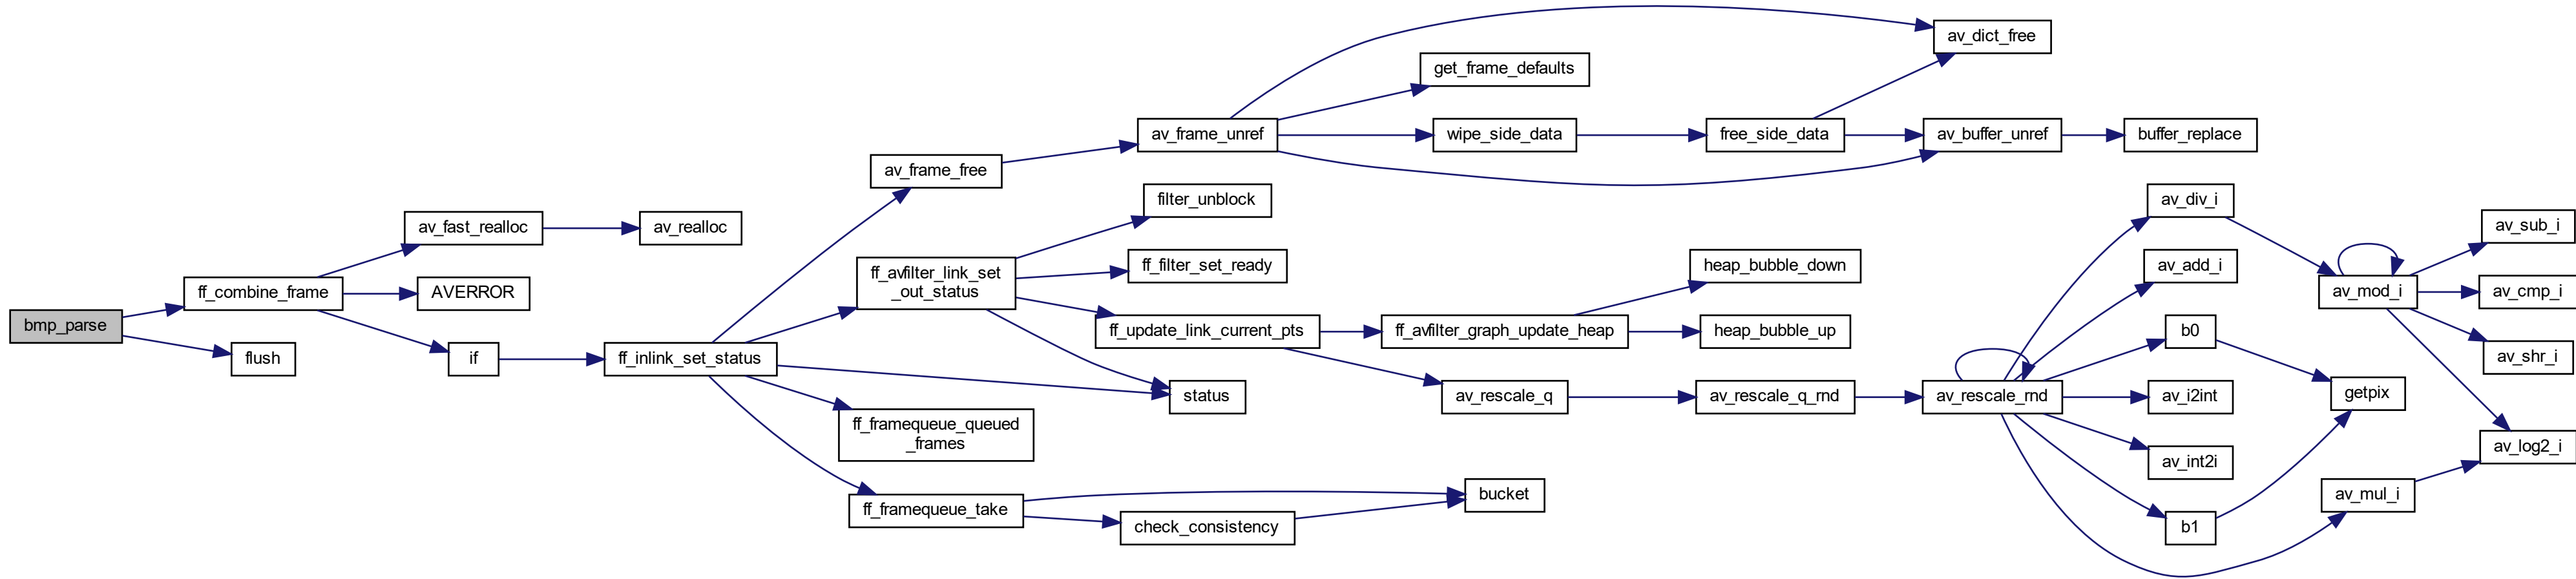 bmp_parse
ff_combine_frame
flush
av_fast_realloc
AVERROR
if
av_realloc
ff_inlink_set_status
av_frame_free
ff_avfilter_link_set
_out_status
status
ff_framequeue_queued
_frames
ff_framequeue_take
av_frame_unref
filter_unblock
ff_filter_set_ready
ff_update_link_current_pts
check_consistency
bucket
get_frame_defaults
wipe_side_data
free_side_data
av_dict_free
av_buffer_unref
buffer_replace
ff_avfilter_graph_update_heap
av_rescale_q
heap_bubble_down
heap_bubble_up
av_rescale_q_rnd
av_rescale_rnd
av_div_i
av_add_i
b0
av_i2int
av_int2i
b1
av_mod_i
getpix
av_mul_i
av_sub_i
av_cmp_i
av_shr_i
av_log2_i